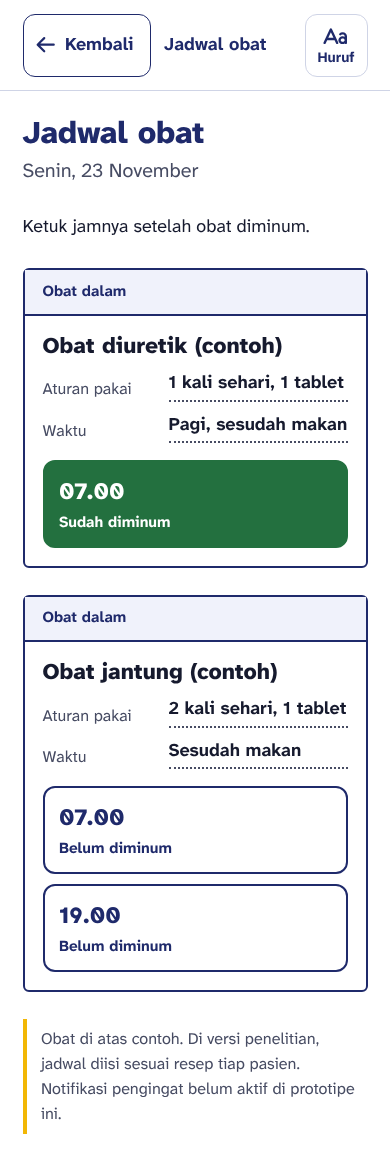 Kembali
Jadwal obat
Aa
Huruf
Jadwal obat
Senin, 23 November
Ketuk jamnya setelah obat diminum.
Obat dalam
Obat diuretik (contoh)
Aturan pakai
1 kali sehari, 1 tablet
Waktu
Pagi, sesudah makan
07.00
Sudah diminum
Obat dalam
Obat jantung (contoh)
Aturan pakai
2 kali sehari, 1 tablet
Waktu
Sesudah makan
07.00
Belum diminum
19.00
Belum diminum
Obat di atas contoh. Di versi penelitian,
jadwal diisi sesuai resep tiap pasien.
Notifikasi pengingat belum aktif di prototipe
ini.